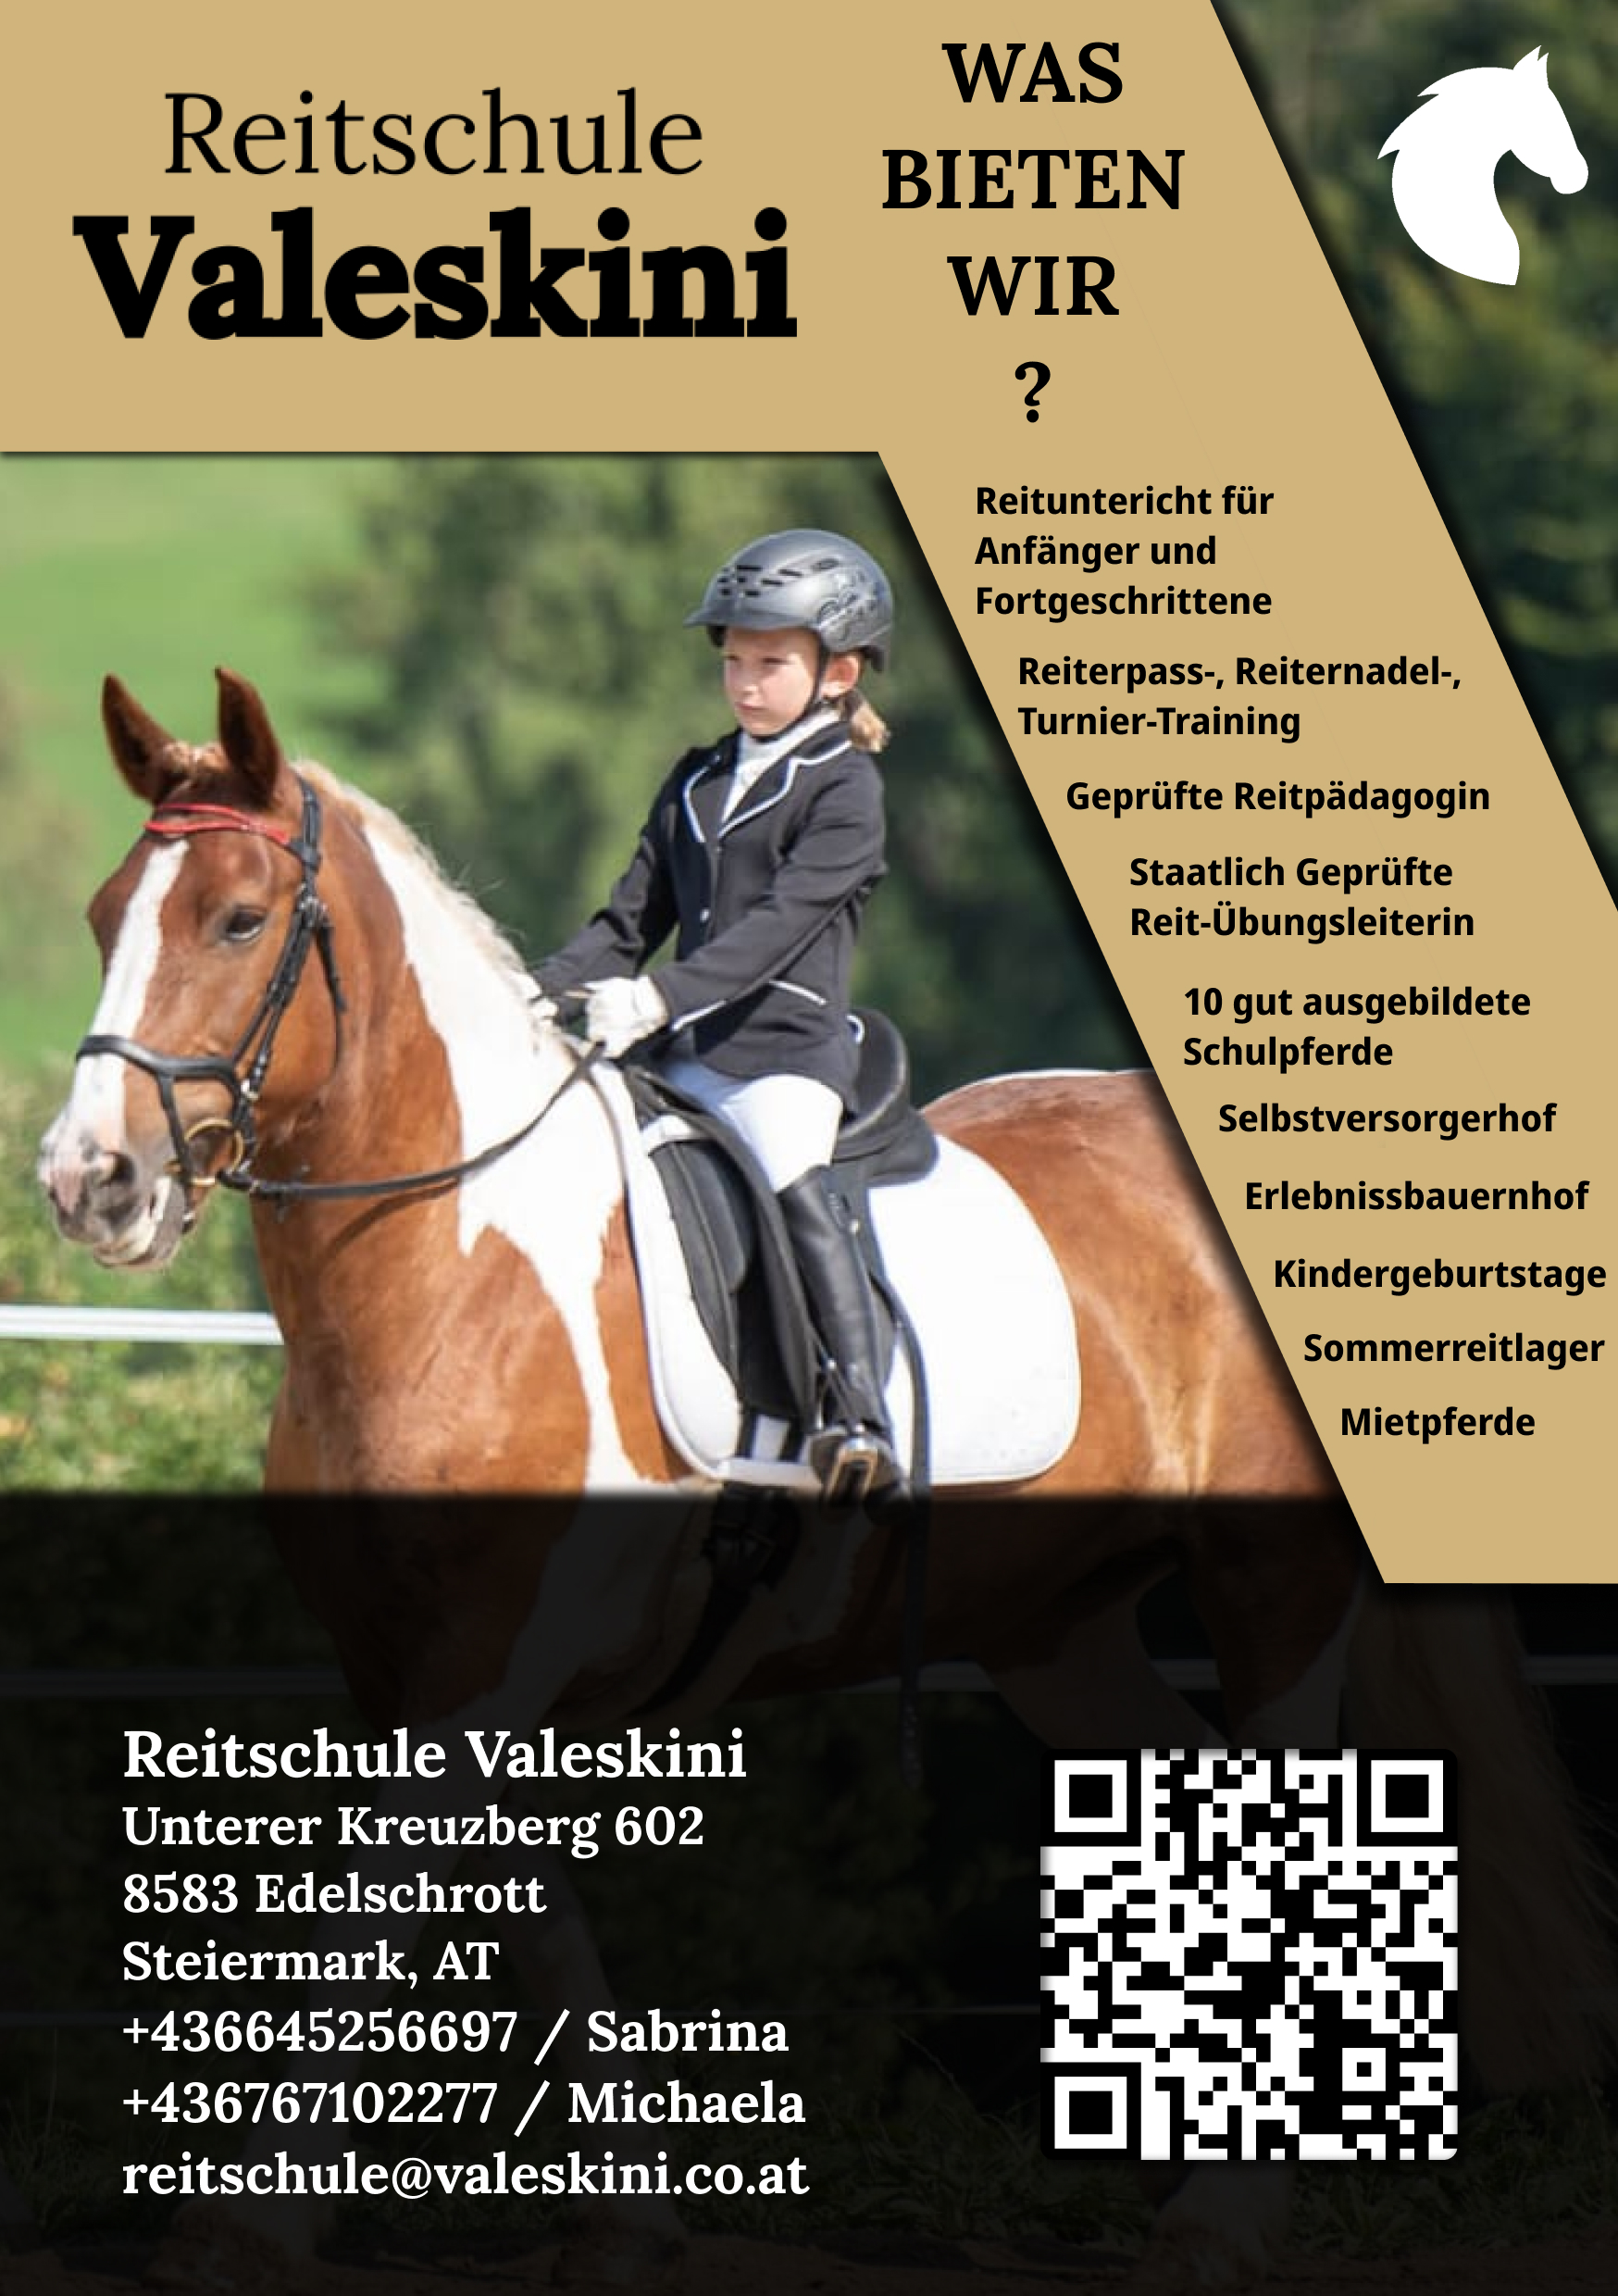 Reitschule
Valeskini
WAS
BIETEN
WIR
?
Reituntericht für
Anfänger und
Fortgeschrittene
Reiterpass-, Reiternadel-,
Turnier-Training
Geprüfte Reitpädagogin
Staatlich Geprüfte
Reit-Übungsleiterin
10 gut ausgebildete
Schulpferde
Selbstversorgerhof
Erlebnissbauernhof
Kindergeburtstage
Sommerreitlager
Mietpferde
Reitschule Valeskini
Unterer Kreuzberg 602
8583 Edelschrott
Steiermark, AT
+436645256697 / Sabrina
+436767102277 / Michaela
reitschule@valeskini.co.at